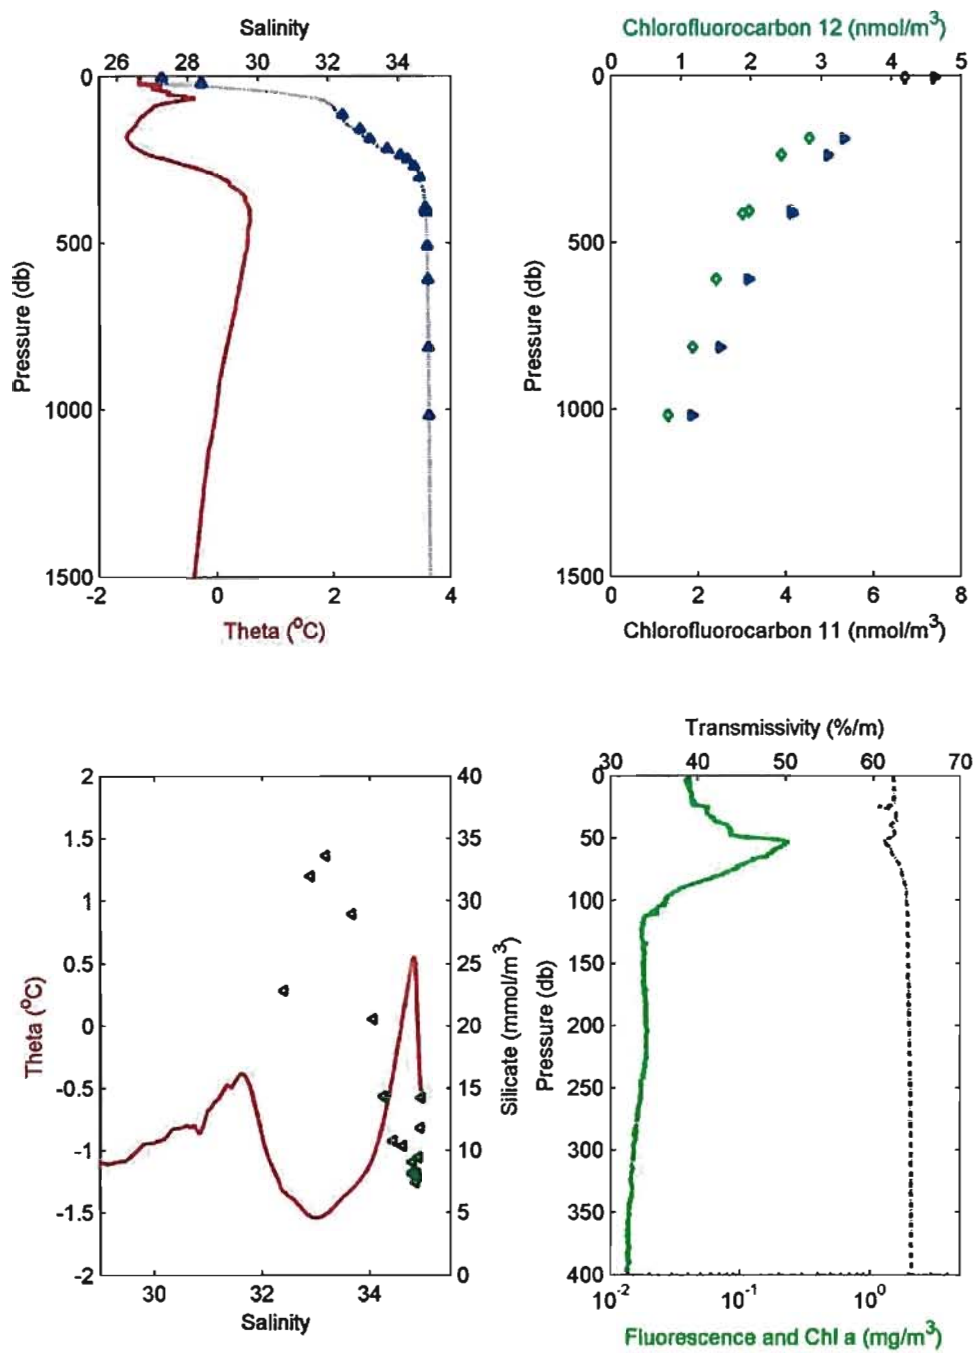 Salinity
26 28 30 32 34
0
500
1000
1500
Pressure (db)
-2 0 2 4
Theta (°C)
Chlorofluorocarbon 12 (nmol/m³)
0 1 2 3 4 5
0
500
1000
1500
Pressure (db)
0 2 4 6 8
Chlorofluorocarbon 11 (nmol/m³)
2
1.5
1
0.5
0
-0.5
-1
-1.5
-2
Theta (°C)
40
35
30
25
20
15
10
5
0
Silicate (mmol/m³)
30 32 34
Salinity
Transmissivity (%/m)
30 40 50 60 70
0
50
100
150
200
250
300
350
400
Pressure (db)
10⁻² 10⁻¹ 10⁰
Fluorescence and Chl a (mg/m³)